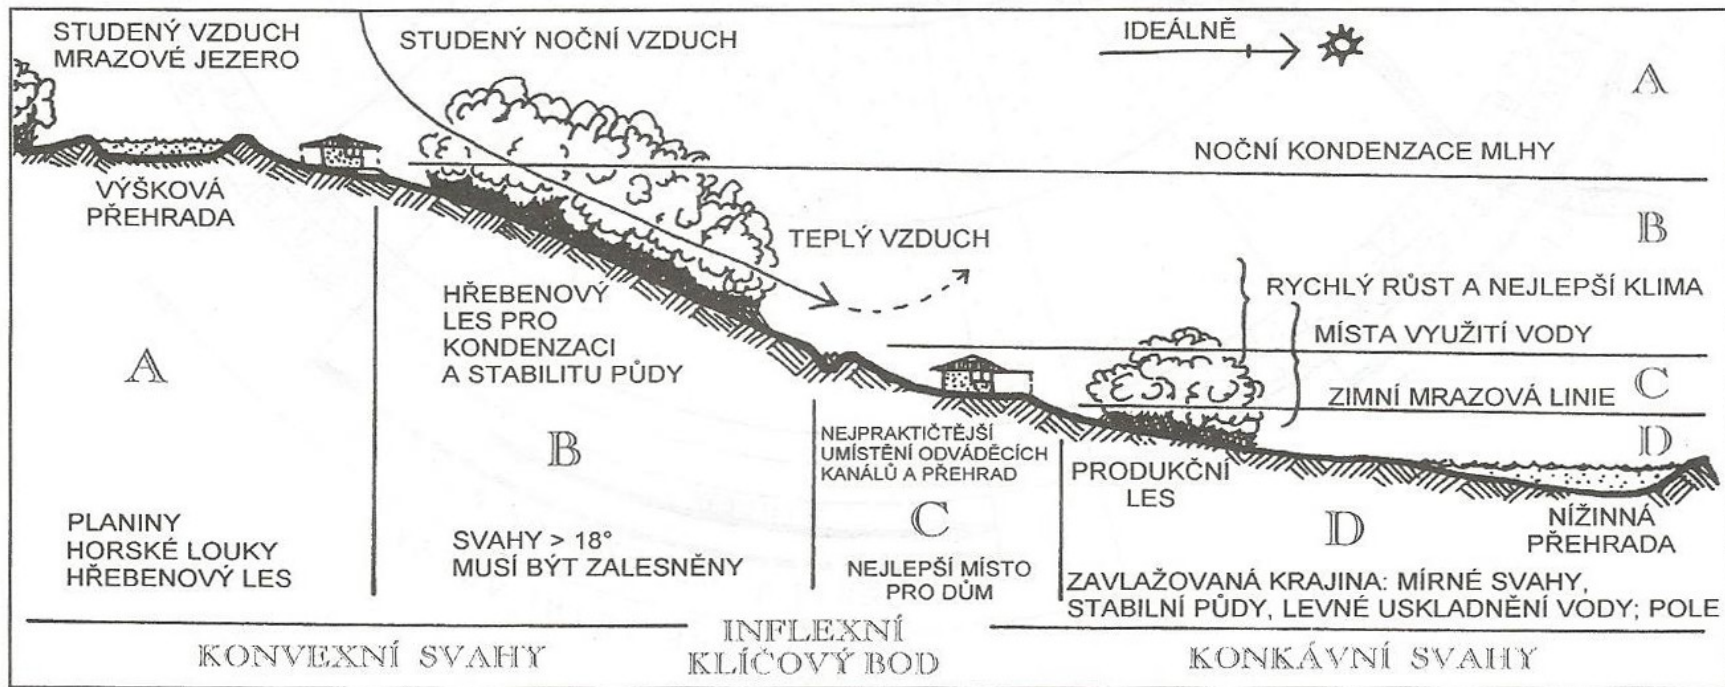 STUDENÝ VZDUCH
MRAZOVÉ JEZERO
STUDENÝ NOČNÍ VZDUCH
IDEÁLNĚ
A
NOČNÍ KONDENZACE MLHY
VÝŠKOVÁ
PŘEHRADA
TEPLÝ VZDUCH
B
RYCHLÝ RŮST A NEJLEPŠÍ KLIMA
MÍSTA VYUŽITÍ VODY
C
ZIMNÍ MRAZOVÁ LINIE
D
A
PLANINY
HORSKÉ LOUKY
HŘEBENOVÝ LES
HŘEBENOVÝ
LES PRO
KONDENZACI
A STABILITU PŮDY
B
SVAHY > 18°
MUSÍ BÝT ZALESNĚNY
NEJPRAKTIČTĚJŠÍ
UMÍSTĚNÍ ODVÁDĚCÍCH
KANÁLŮ A PŘEHRAD
C
NEJLEPŠÍ MÍSTO
PRO DŮM
PRODUKČNÍ
LES
D
NÍŽINNÁ
PŘEHRADA
ZAVLAŽOVANÁ KRAJINA: MÍRNÉ SVAHY,
STABILNÍ PŮDY, LEVNÉ USKLADNĚNÍ VODY; POLE
KONVEXNÍ SVAHY
INFLEXNÍ
KLÍČOVÝ BOD
KONKÁVNÍ SVAHY